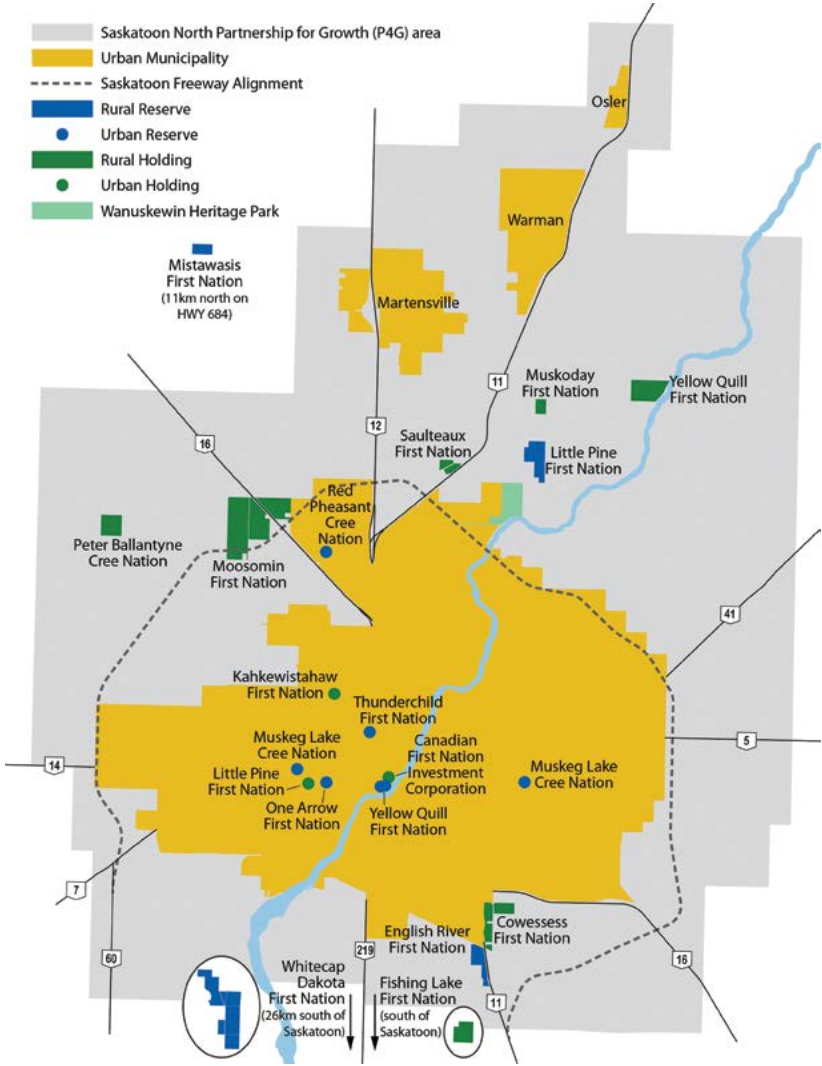 Saskatoon North Partnership for Growth (P4G) area
Urban Municipality
Saskatoon Freeway Alignment
Rural Reserve
Urban Reserve
Rural Holding
Urban Holding
Wanuskewin Heritage Park
Osler
Warman
Mistawasis
First Nation
(11km north on
HWY 684)
Martensville
11
Muskoday
First Nation
Yellow Quill
First Nation
12
16
Saulteaux
First Nation
Little Pine
First Nation
Red
Pheasant
Cree
Nation
Peter Ballantyne
Cree Nation
Moosomin
First Nation
41
Kahkewistahaw
First Nation
Thunderchild
First Nation
5
Muskeg Lake
Cree Nation
Canadian
First Nation
Investment
Corporation
14
Little Pine
First Nation
Muskeg Lake
Cree Nation
One Arrow
First Nation
Yellow Quill
First Nation
7
Cowessess
First Nation
English River
First Nation
219
60
16
Whitecap
Dakota
First Nation
(26km south of
Saskatoon)
Fishing Lake
First Nation
(south of
Saskatoon)
11